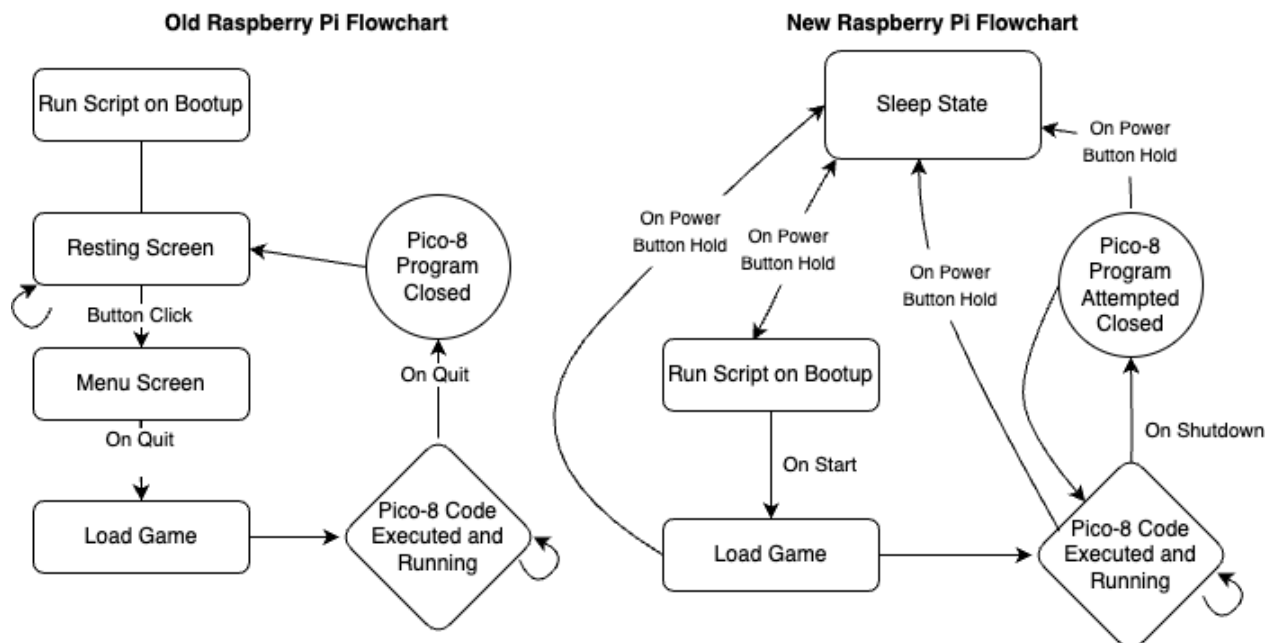 Old Raspberry Pi Flowchart
Run Script on Bootup
Resting Screen
Button Click
Menu Screen
On Quit
Load Game
Pico-8
Program
Closed
On Quit
Pico-8 Code
Executed and
Running
New Raspberry Pi Flowchart
Sleep State
On Power
Button Hold
On Power
Button Hold
On Power
Button Hold
On Power
Button Hold
Pico-8
Program
Attempted
Closed
Run Script on Bootup
On Start
On Shutdown
Load Game
Pico-8 Code
Executed and
Running